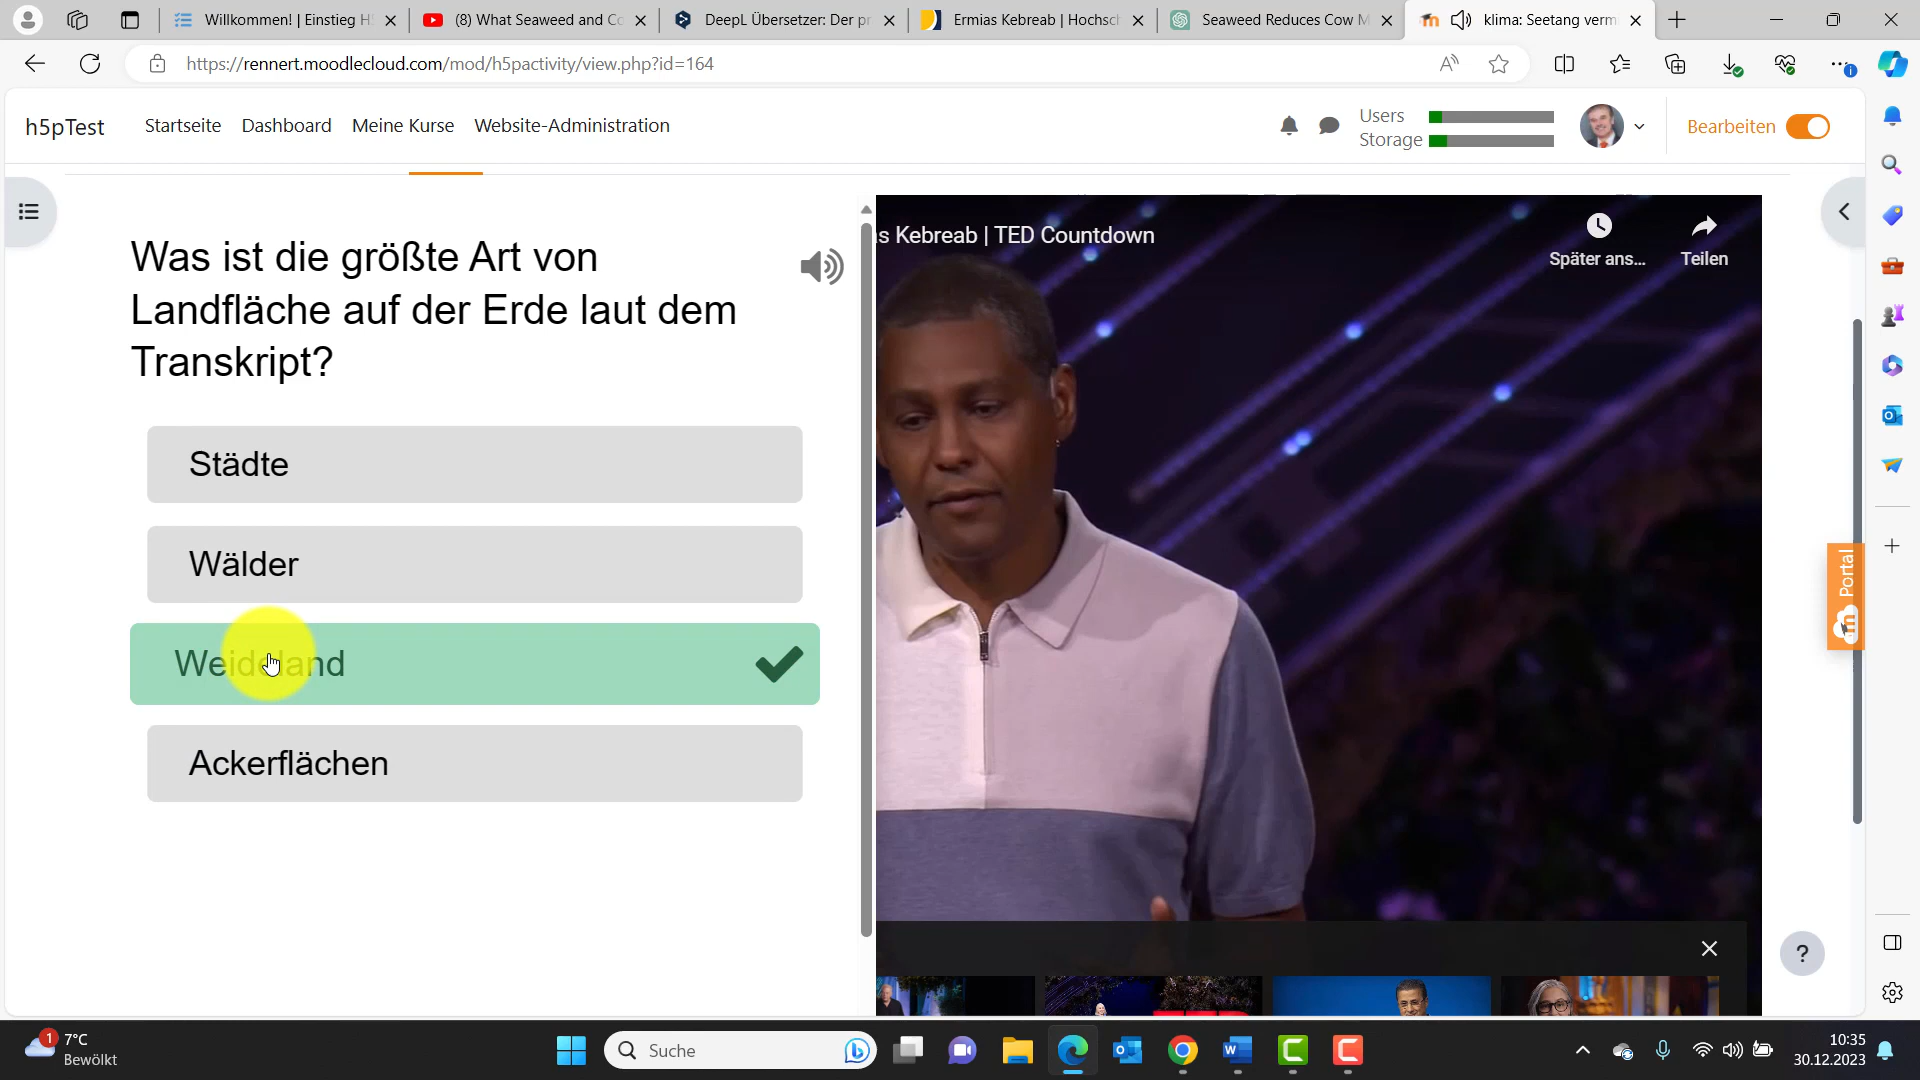 Willkommen! | Einstieg H
(8) What Seaweed and Co
DeepL Übersetzer: Der pr
Ermias Kebreab | Hochsch
Seaweed Reduces Cow M
klima: Seetang verm
https://rennert.moodlecloud.com/mod/h5pactivity/view.php?id=164
h5pTest
Startseite
Dashboard
Meine Kurse
Website-Administration
Users
Storage
Bearbeiten
Was ist die größte Art von
Landfläche auf der Erde laut dem
Transkript?
Städte
Wälder
Weideland
Ackerflächen
s Kebreab | TED Countdown
Später ans...
Teilen
Portal
?
1
7°C
Bewölkt
Suche
10:35
30.12.2023